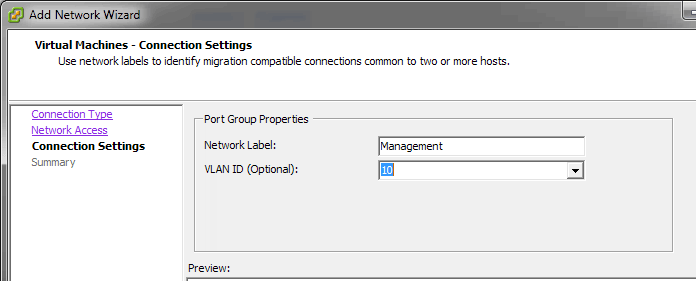 Add Network Wizard
Virtual Machines - Connection Settings
Use network labels to identify migration compatible connections common to two or more hosts.
Connection Type
Network Access
Connection Settings
Summary
Port Group Properties
Network Label: Management
VLAN ID (Optional): 10
Preview: